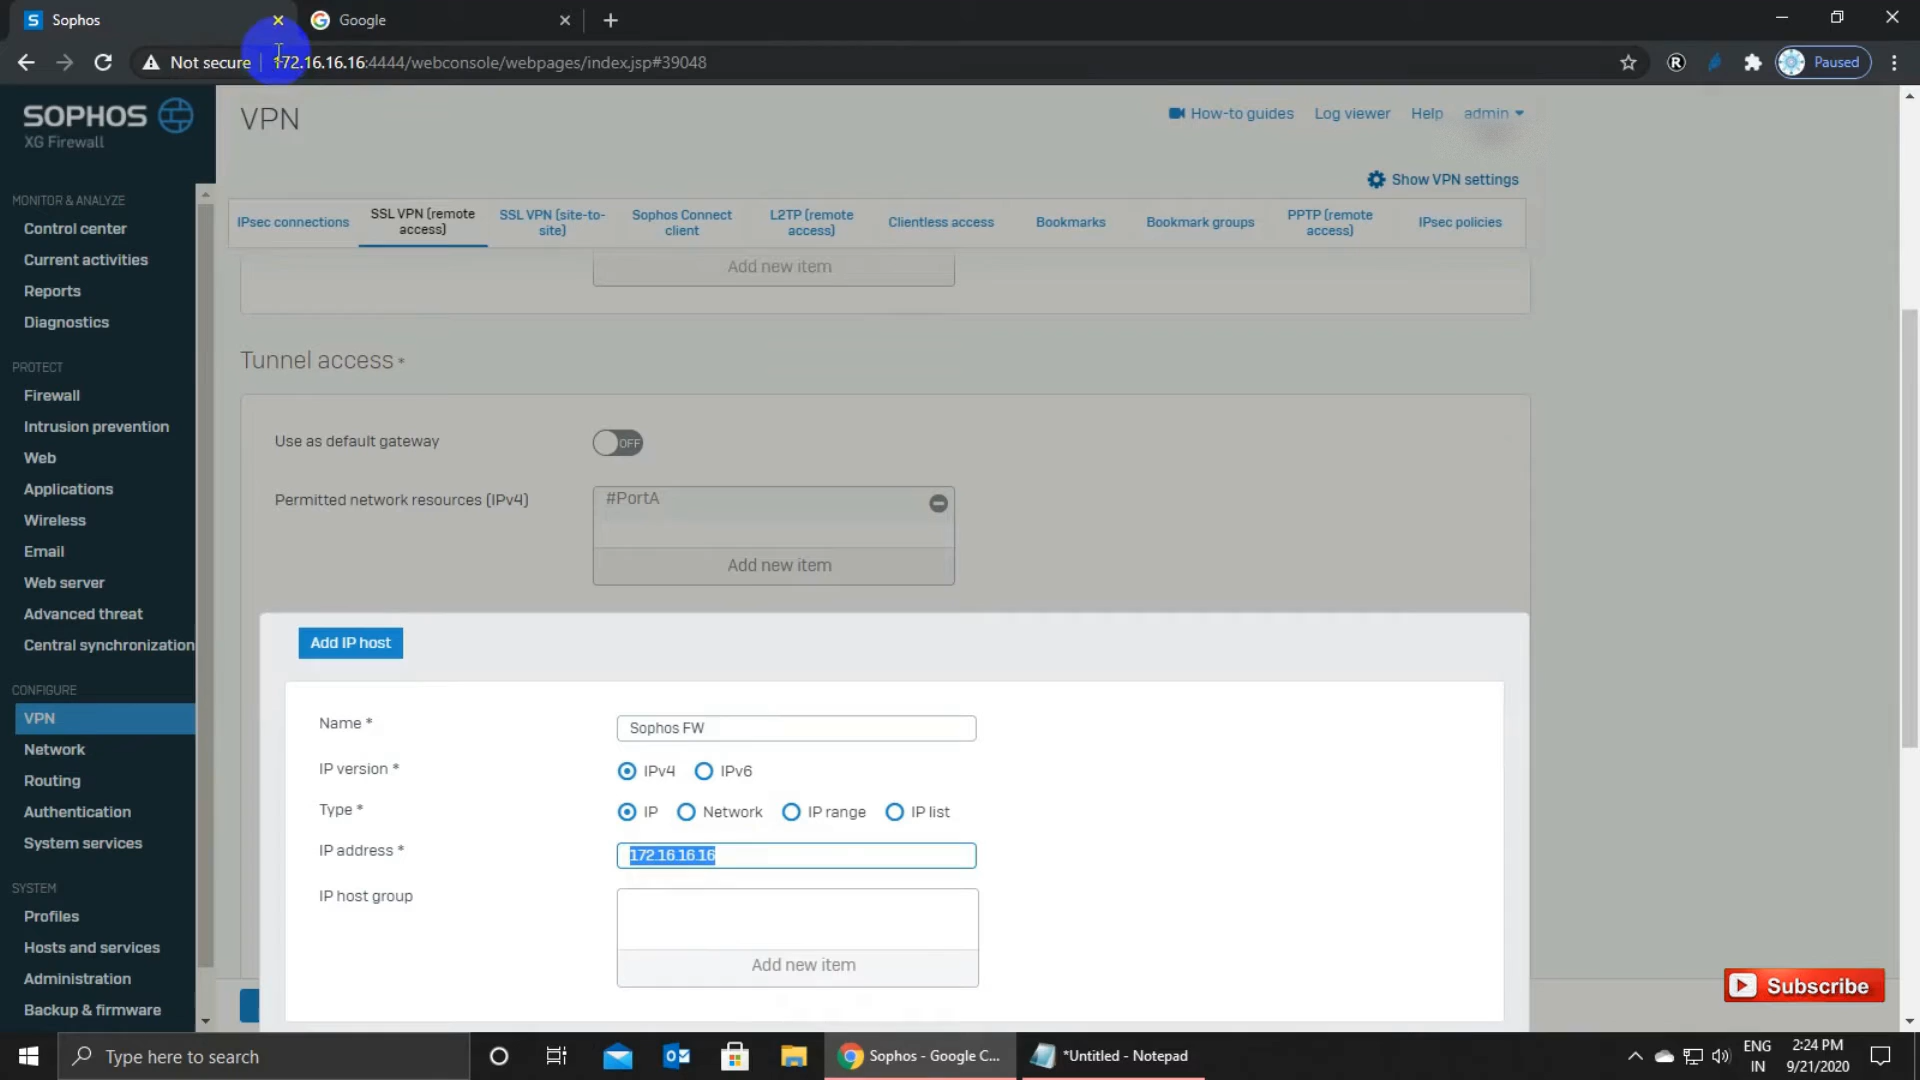 Sophos
Google
Not secure
172.16.16.16:4444/webconsole/webpages/index.jsp#39048
Paused
SOPHOS
XG Firewall
VPN
How-to guides
Log viewer
Help
admin
Show VPN settings
IPsec connections
SSL VPN (remote
access)
SSL VPN (site-to-
site)
Sophos Connect
client
L2TP (remote
access)
Clientless access
Bookmarks
Bookmark groups
PPTP (remote
access)
IPsec policies
MONITOR & ANALYZE
Control center
Current activities
Reports
Diagnostics
PROTECT
Firewall
Intrusion prevention
Web
Applications
Wireless
Email
Web server
Advanced threat
Central synchronization
CONFIGURE
VPN
Network
Routing
Authentication
System services
SYSTEM
Profiles
Hosts and services
Administration
Backup & firmware
Add new item
Tunnel access *
Use as default gateway
OFF
Permitted network resources (IPv4)
#PortA
Add new item
Add IP host
Name *
Sophos FW
IP version *
IPv4
IPv6
Type *
IP
Network
IP range
IP list
IP address *
172.16.16.16
IP host group
Add new item
Subscribe
Type here to search
Sophos - Google C...
*Untitled - Notepad
ENG
IN
2:24 PM
9/21/2020